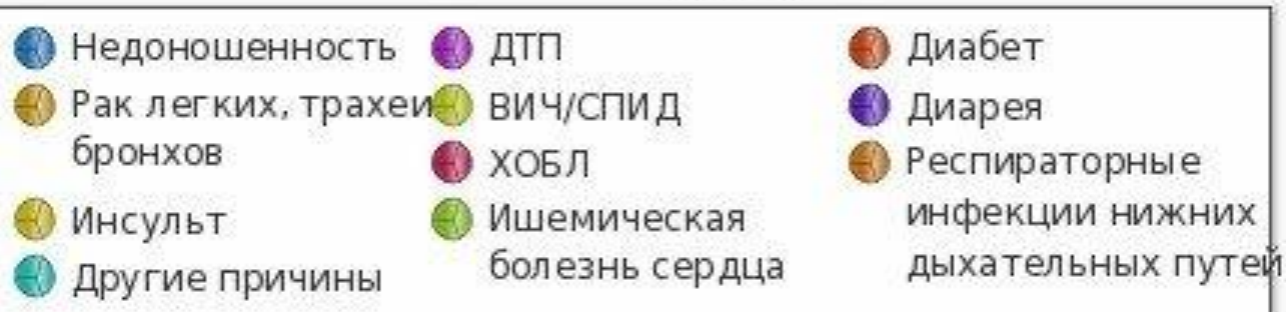 Недоношенность
Рак легких, трахеи
бронхов
Инсульт
Другие причины
ДТП
ВИЧ/СПИД
ХОБЛ
Ишемическая
болезнь сердца
Диабет
Диарея
Респираторные
инфекции нижних
дыхательных путей